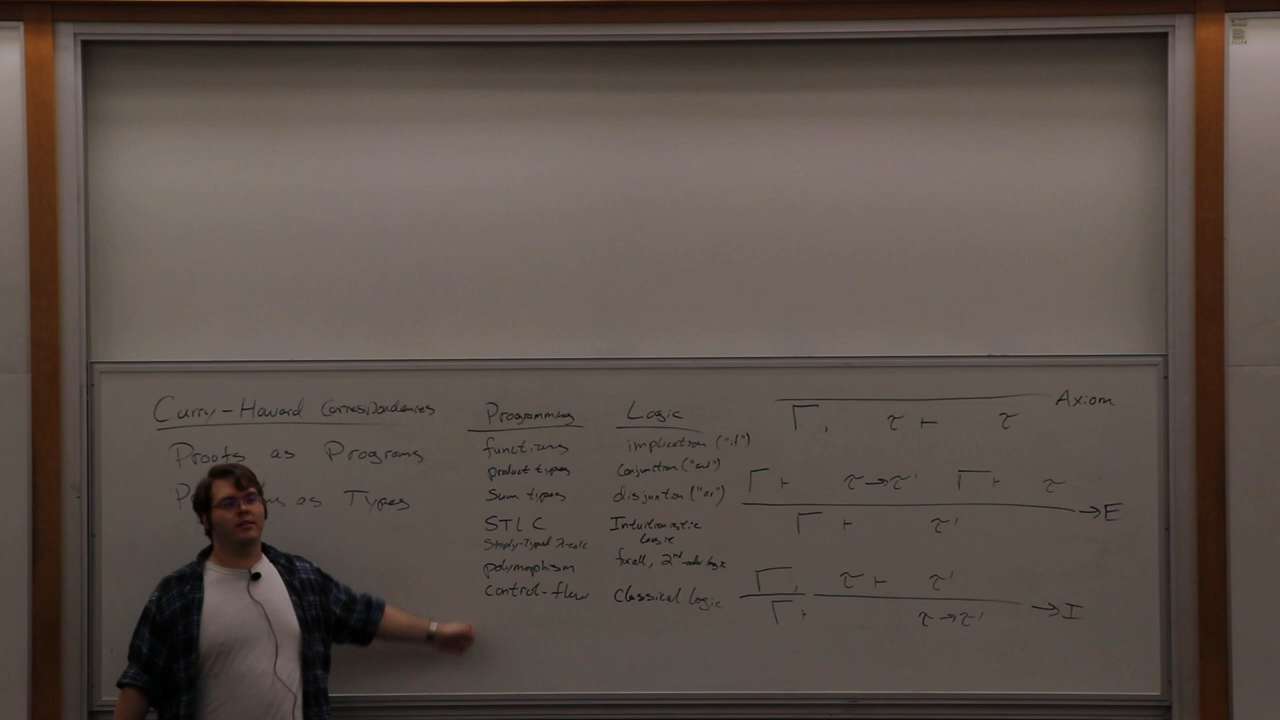 Curry-Howard Correspondences
Proofs as Programs
as Types
Programming
functions
product types
Sum types
STLC
Simply-Typed λ-calc
polymorphism
control-flow
Logic
implication ("if")
Conjunction ("and")
disjuntion ("or")
Intuitionistic
Logic
forall, 2nd-order logic
Classical logic
Γ, τ ⊢ τ Axiom
Γ ⊢ τ→τ' Γ ⊢ τ
→E
Γ ⊢ τ'
Γ, τ ⊢ τ'
→I
Γ ⊢ τ→τ'